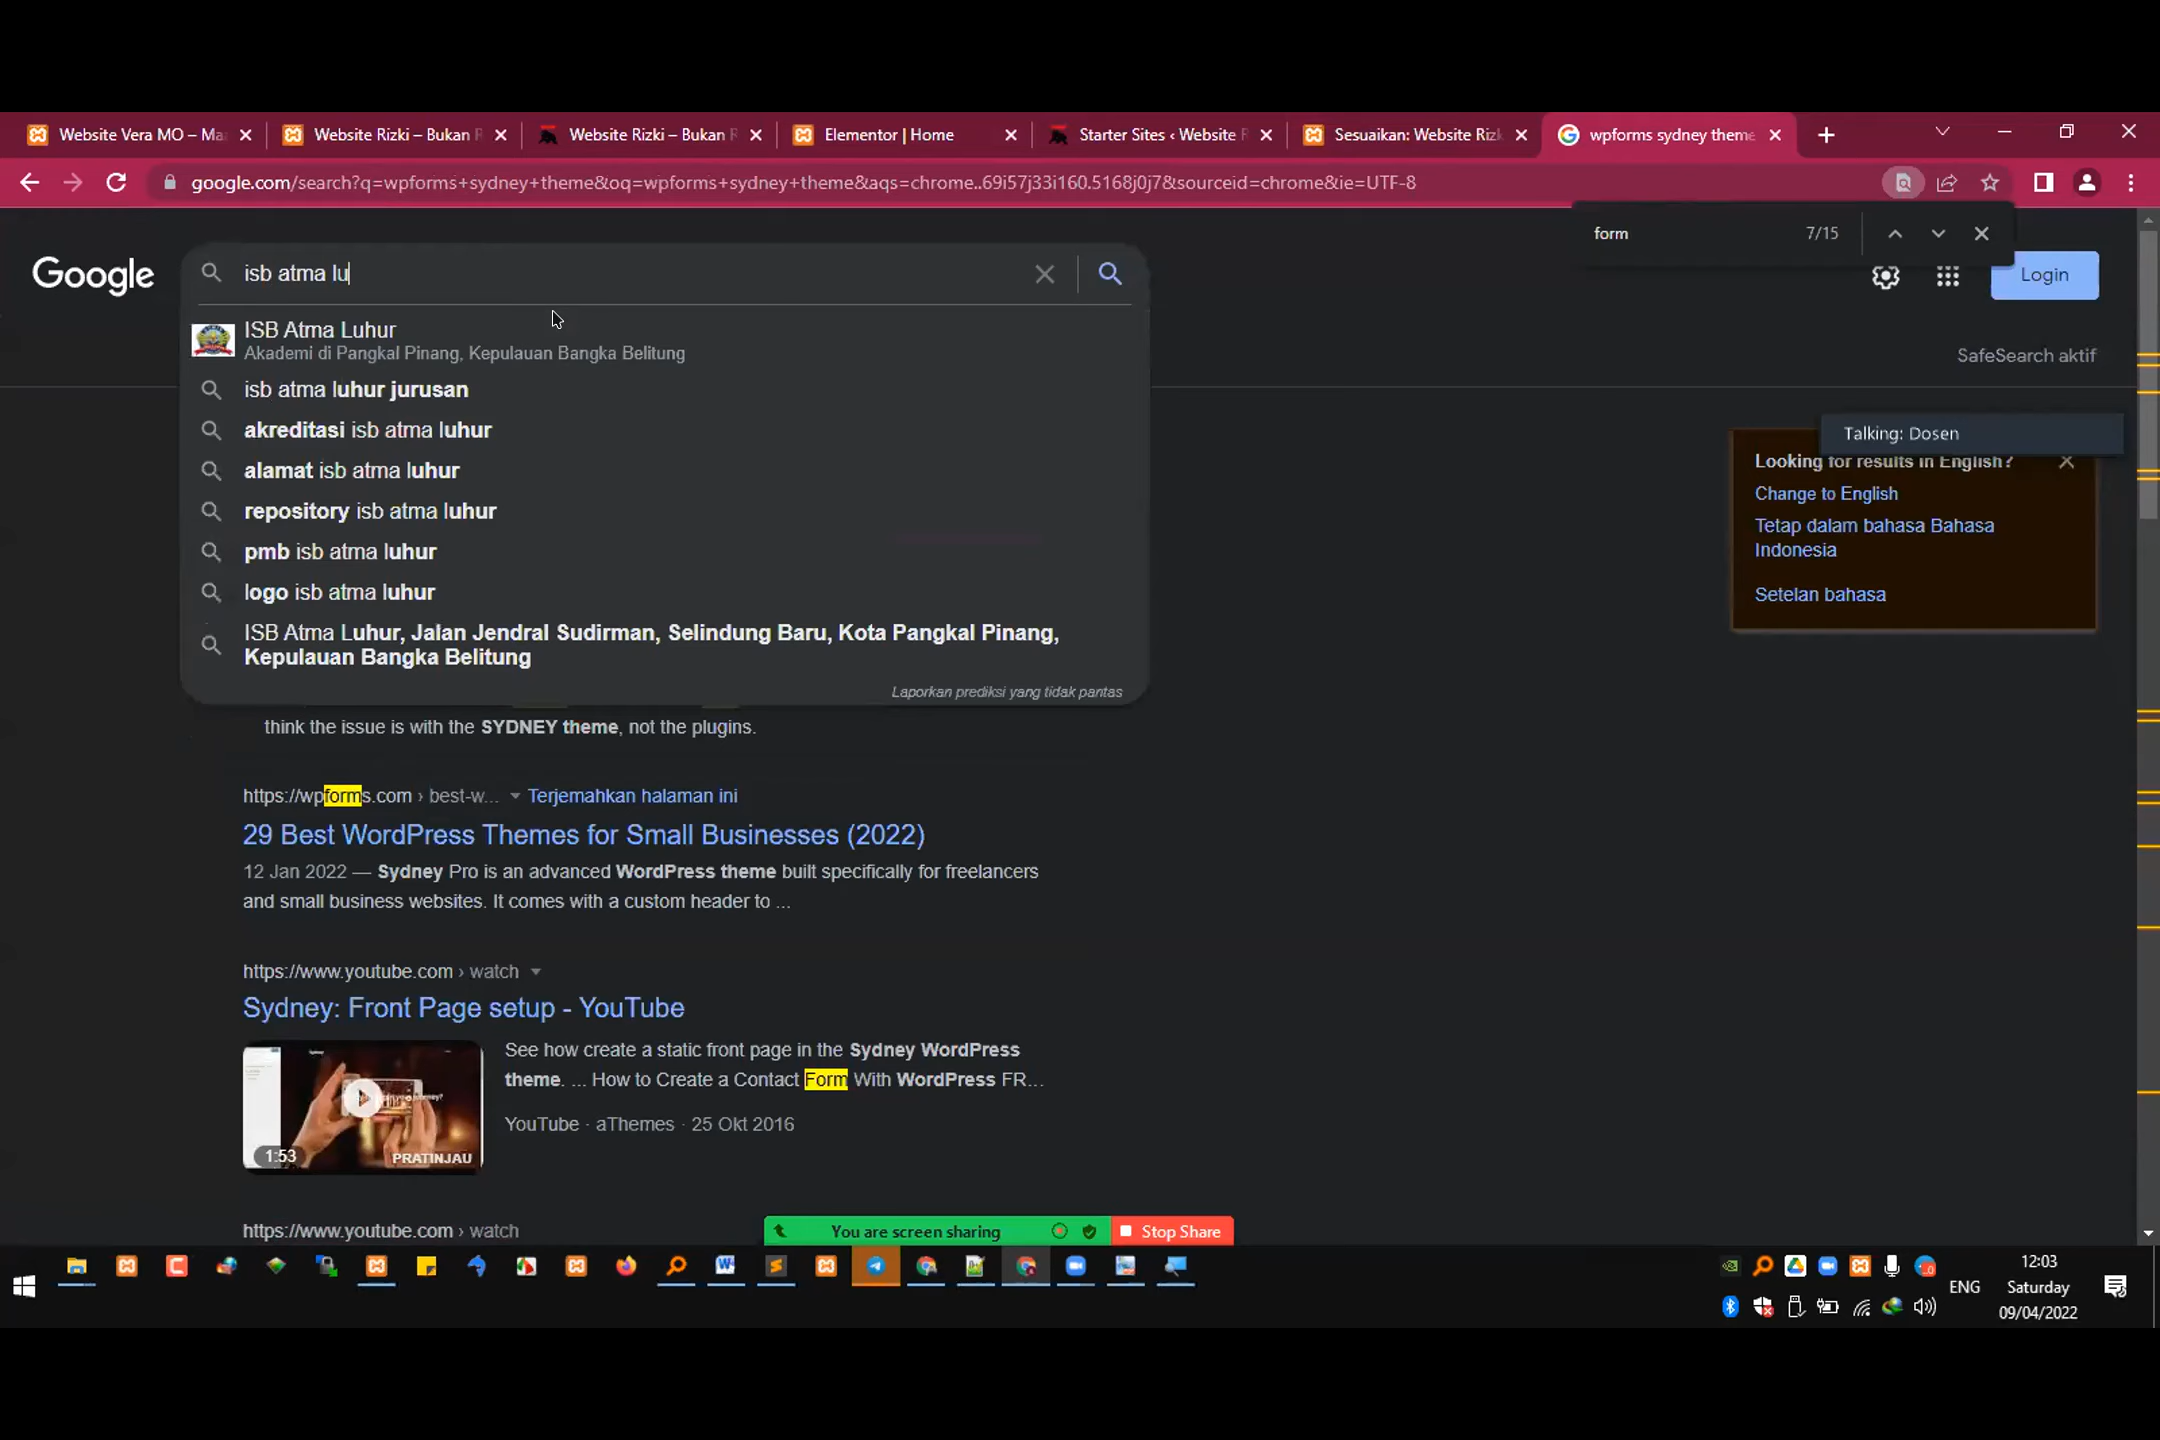 Website Vera MO – Ma
Website Rizki – Bukan R
Website Rizki – Bukan R
Elementor | Home
Starter Sites ‹ Website R
Sesuaikan: Website Rizk
wpforms sydney theme
google.com/search?q=wpforms+sydney+theme&oq=wpforms+sydney+theme&aqs=chrome..69i57j33i160.5168j0j7&sourceid=chrome&ie=UTF-8
form 7/15
Google
isb atma lu
Login
ISB Atma Luhur
Akademi di Pangkal Pinang, Kepulauan Bangka Belitung
SafeSearch aktif
isb atma luhur jurusan
akreditasi isb atma luhur
alamat isb atma luhur
repository isb atma luhur
pmb isb atma luhur
logo isb atma luhur
ISB Atma Luhur, Jalan Jendral Sudirman, Selindung Baru, Kota Pangkal Pinang,
Kepulauan Bangka Belitung
Laporkan prediksi yang tidak pantas
Talking: Dosen
Looking for results in English?
Change to English
Tetap dalam bahasa Bahasa
Indonesia
Setelan bahasa
think the issue is with the SYDNEY theme, not the plugins.
https://wpforms.com › best-w... Terjemahkan halaman ini
29 Best WordPress Themes for Small Businesses (2022)
12 Jan 2022 — Sydney Pro is an advanced WordPress theme built specifically for freelancers
and small business websites. It comes with a custom header to ...
https://www.youtube.com › watch
Sydney: Front Page setup - YouTube
See how create a static front page in the Sydney WordPress
theme. ... How to Create a Contact Form With WordPress FR...
YouTube · aThemes · 25 Okt 2016
1:53
PRATINJAU
https://www.youtube.com › watch
You are screen sharing
Stop Share
ENG
12:03
Saturday
09/04/2022